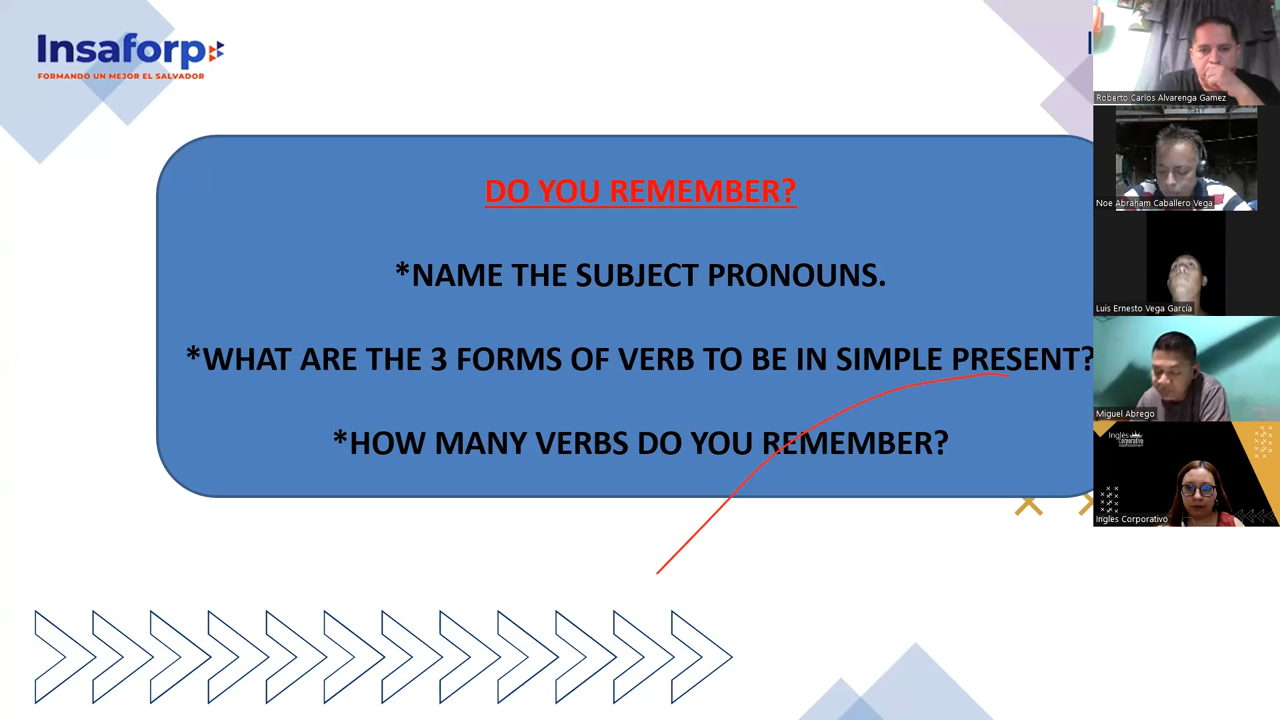 Insaforp
FORMANDO UN MEJOR EL SALVADOR
DO YOU REMEMBER?
*NAME THE SUBJECT PRONOUNS.
*WHAT ARE THE 3 FORMS OF VERB TO BE IN SIMPLE PRESENT?
*HOW MANY VERBS DO YOU REMEMBER?
Roberto Carlos Alvarenga Gamez
Noe Abraham Caballero Vega
Luis Ernesto Vega García
Miguel Abrego
Inglés
Corporativo
Ingles Corporativo